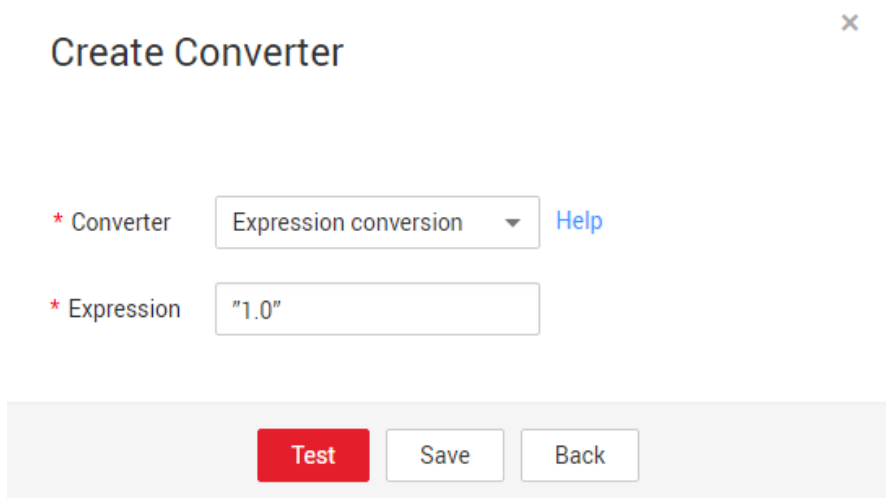 ×
Create Converter
* Converter Expression conversion Help
* Expression "1.0"
Test Save Back